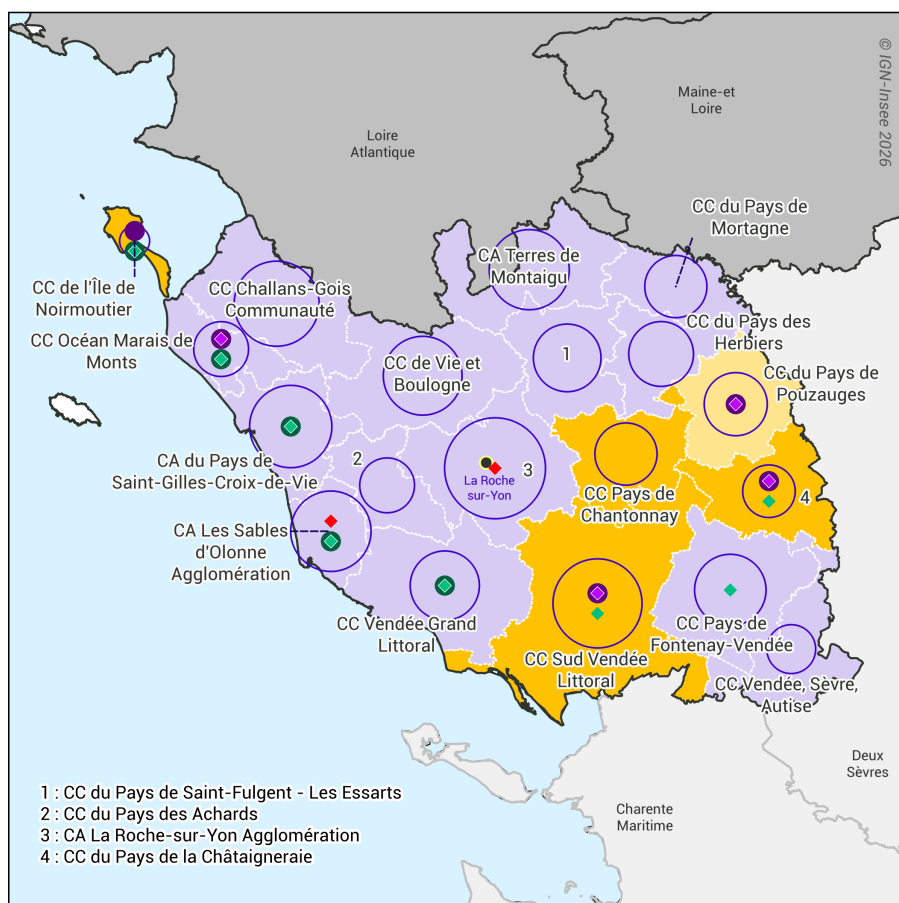 © IGN-Insee 2026
Maine-et
Loire
Loire
Atlantique
CC du Pays de
Mortagne
CA Terres de
Montaigu
CC de l'Île de
Noirmoutier
CC Challans-Gois
Communauté
CC Océan Marais de
Monts
CC du Pays des
Herbiers
1
CC de Vie et
Boulogne
CC du Pays de
Pouzauges
CA du Pays de
Saint-Gilles-Croix-de-Vie
2
3
La Roche
sur-Yon
CC Pays de
Chantonnay
4
CA Les Sables
d'Olonne
Agglomération
CC Vendée Grand
Littoral
CC Pays de
Fontenay-Vendée
CC Sud Vendée
Littoral
CC Vendée, Sèvre,
Autise
Deux
Sèvres
Charente
Maritime
1 : CC du Pays de Saint-Fulgent - Les Essarts
2 : CC du Pays des Achards
3 : CA La Roche-sur-Yon Agglomération
4 : CC du Pays de la Châtaigneraie